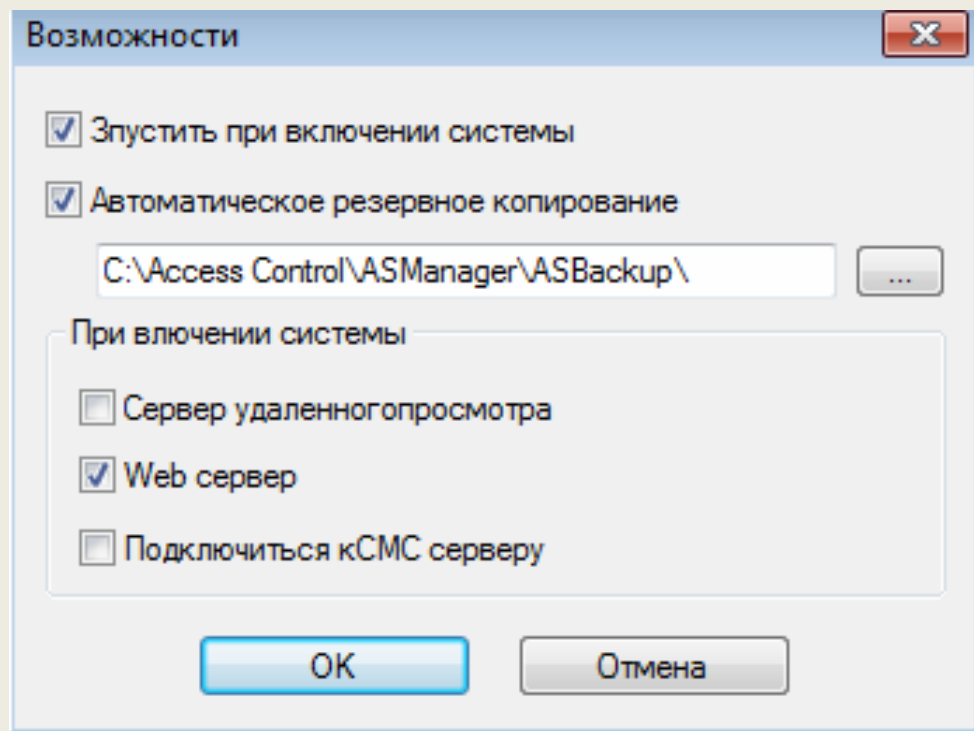 Возможности
Зпустить при включении системы
Автоматическое резервное копирование
C:\Access Control\ASManager\ASBackup\
...
При влючении системы
Сервер удаленногопросмотра
Web сервер
Подключиться кСМС серверу
OK
Отмена